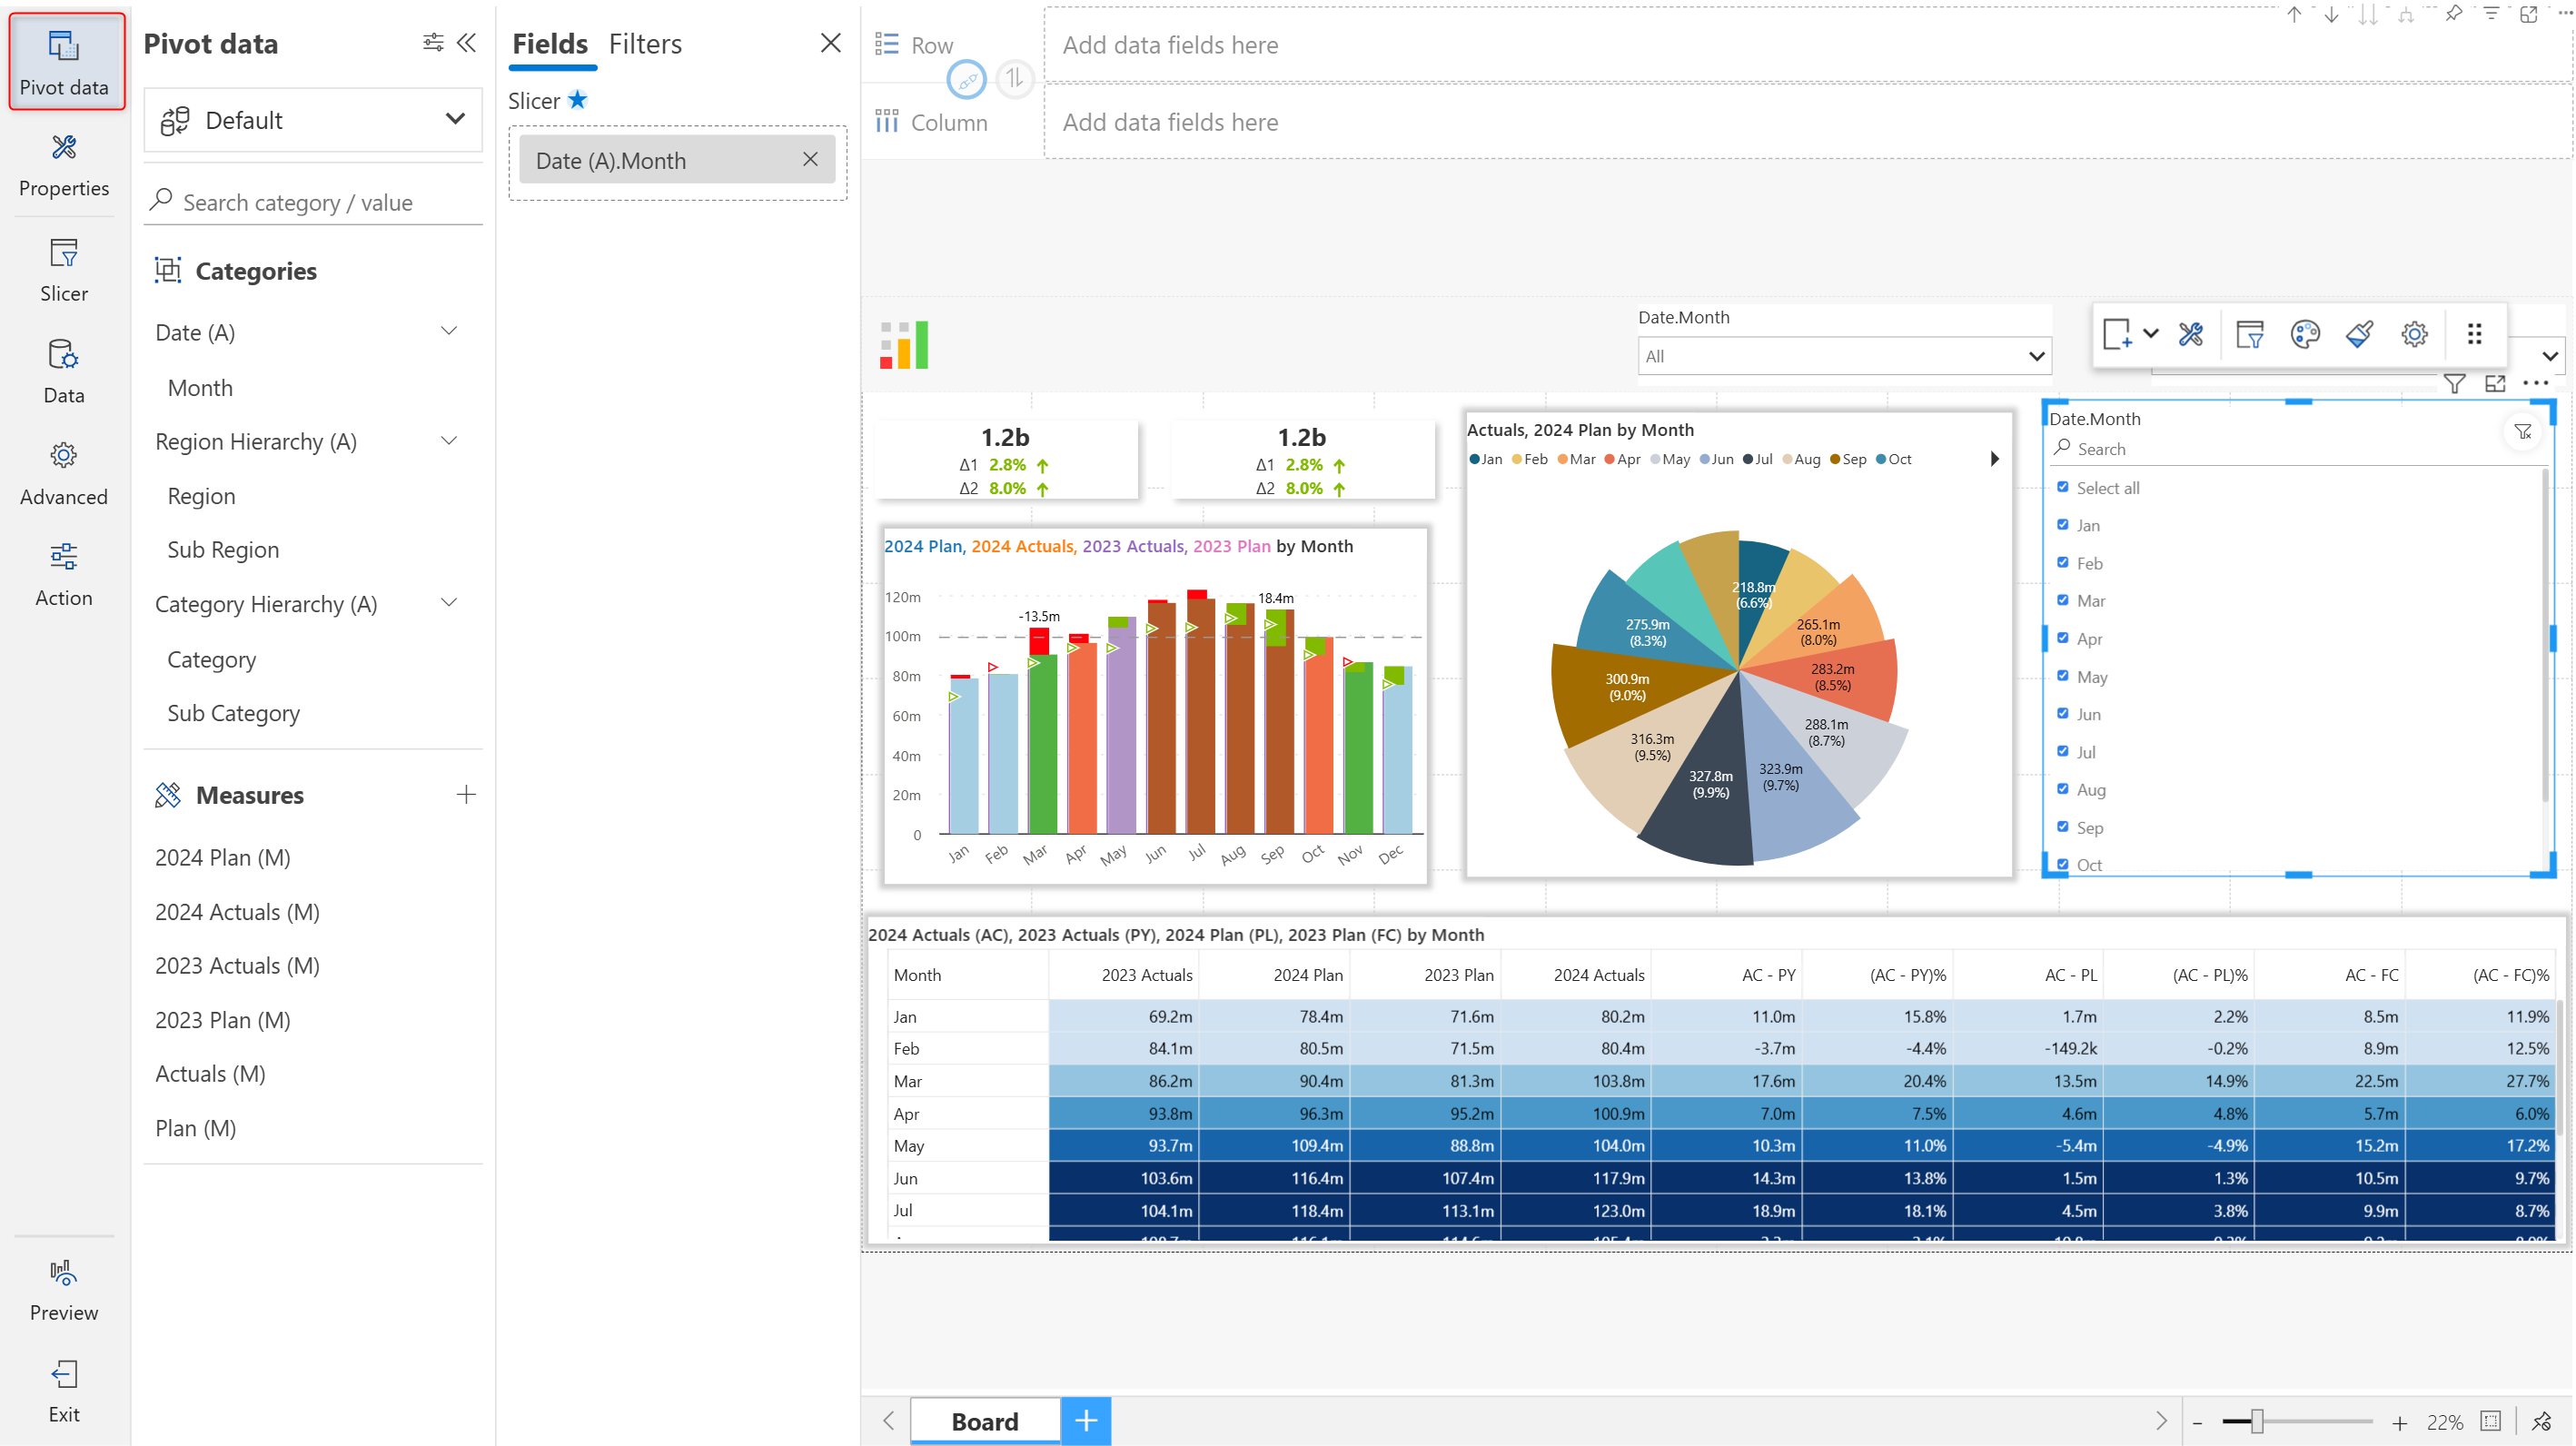 Pivot data
Properties
Slicer
Data
Advanced
Action
Preview
Exit
Pivot data
Default
Search category / value
Categories
Date (A)
Month
Region Hierarchy (A)
Region
Sub Region
Category Hierarchy (A)
Category
Sub Category
Measures
2024 Plan (M)
2024 Actuals (M)
2023 Actuals (M)
2023 Plan (M)
Actuals (M)
Plan (M)
Fields Filters
Slicer
Date (A).Month
Row Add data fields here
Column Add data fields here
Date.Month
All
1.2b
Δ1 2.8%
Δ2 8.0%
1.2b
Δ1 2.8%
Δ2 8.0%
2024 Plan, 2024 Actuals, 2023 Actuals, 2023 Plan by Month
120m
100m
80m
60m
40m
20m
0
-13.5m
18.4m
Jan Feb Mar Apr May Jun Jul Aug Sep Oct Nov Dec
Actuals, 2024 Plan by Month
Jan Feb Mar Apr May Jun Jul Aug Sep Oct
218.8m
(6.6%)
265.1m
(8.0%)
283.2m
(8.5%)
288.1m
(8.7%)
323.9m
(9.7%)
327.8m
(9.9%)
316.3m
(9.5%)
300.9m
(9.0%)
275.9m
(8.3%)
Date.Month
Search
Select all
Jan
Feb
Mar
Apr
May
Jun
Jul
Aug
Sep
Oct
2024 Actuals (AC), 2023 Actuals (PY), 2024 Plan (PL), 2023 Plan (FC) by Month
Month 2023 Actuals 2024 Plan 2023 Plan 2024 Actuals AC - PY (AC - PY)% AC - PL (AC - PL)% AC - FC (AC - FC)%
Jan 69.2m 78.4m 71.6m 80.2m 11.0m 15.8% 1.7m 2.2% 8.5m 11.9%
Feb 84.1m 80.5m 71.5m 80.4m -3.7m -4.4% -149.2k -0.2% 8.9m 12.5%
Mar 86.2m 90.4m 81.3m 103.8m 17.6m 20.4% 13.5m 14.9% 22.5m 27.7%
Apr 93.8m 96.3m 95.2m 100.9m 7.0m 7.5% 4.6m 4.8% 5.7m 6.0%
May 93.7m 109.4m 88.8m 104.0m 10.3m 11.0% -5.4m -4.9% 15.2m 17.2%
Jun 103.6m 116.4m 107.4m 117.9m 14.3m 13.8% 1.5m 1.3% 10.5m 9.7%
Jul 104.1m 118.4m 113.1m 123.0m 18.9m 18.1% 4.5m 3.8% 9.9m 8.7%
Board
22%